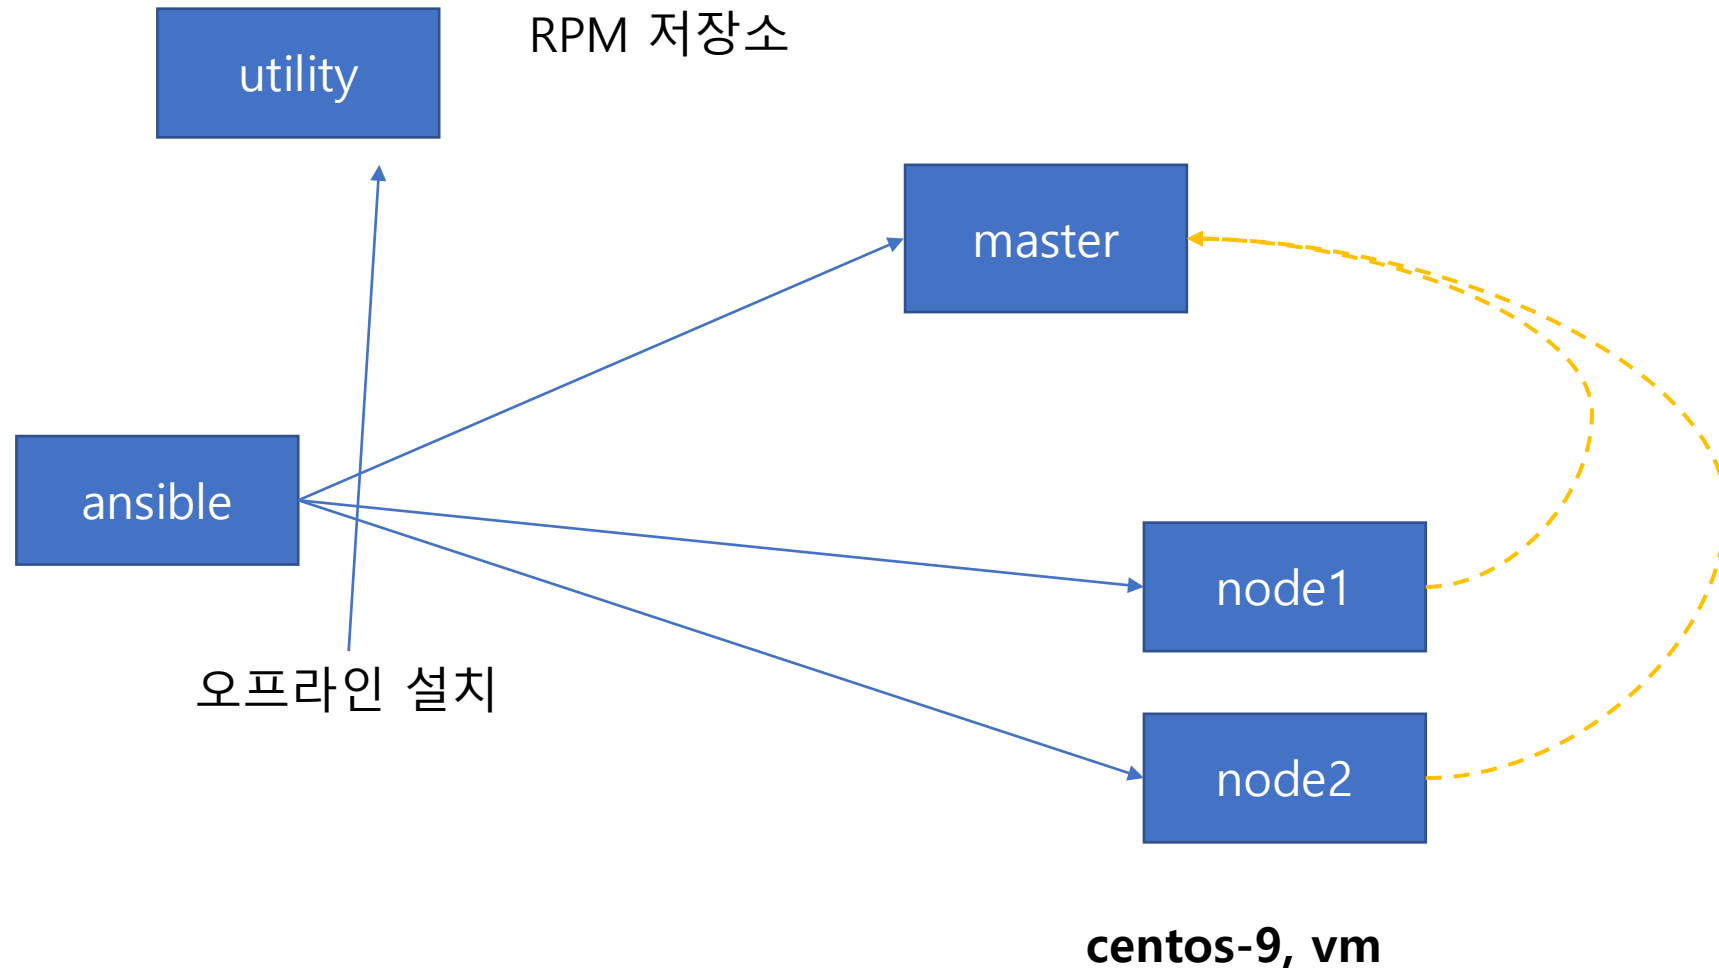 RPM 저장소
utility
master
ansible
node1
오프라인 설치
node2
centos-9, vm